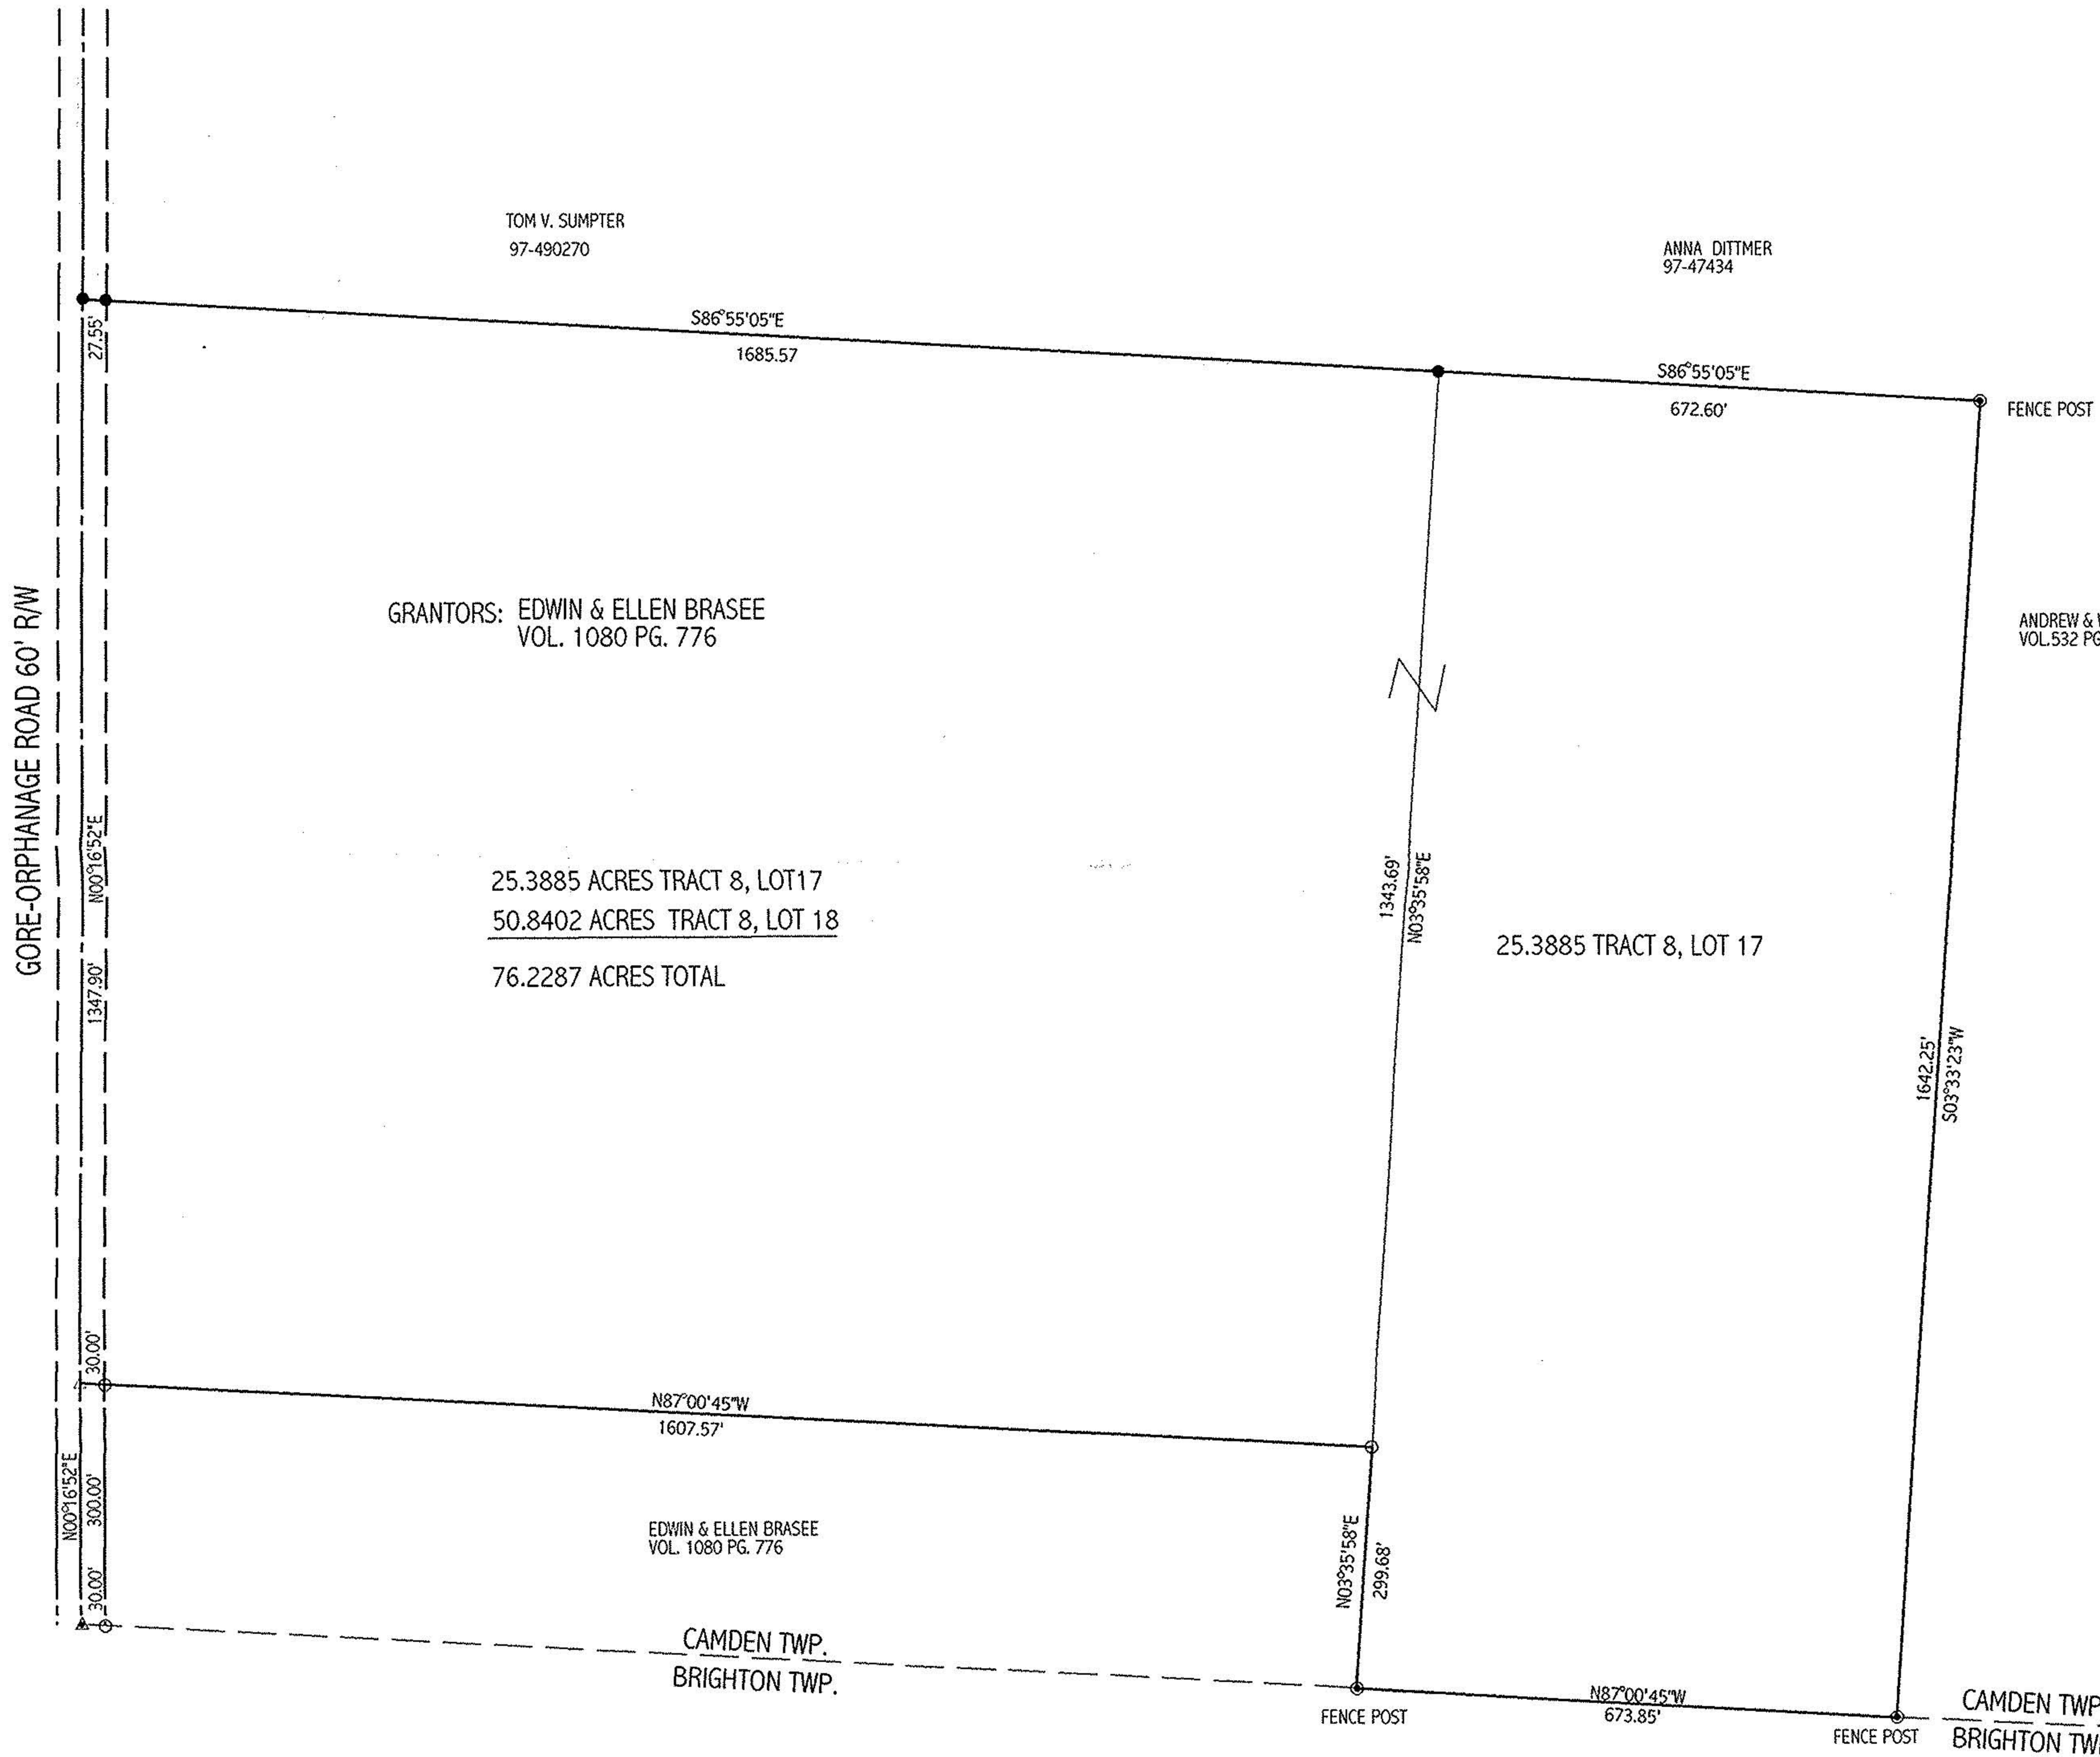 TOM V. SUMPTER
97-490270
ANNA DITTMER
97-47434
27.55'
S86°55'05"E
1685.57
S86°55'05"E
672.60'
FENCE POST
GORE-ORPHANAGE ROAD 60' R/W
GRANTORS: EDWIN & ELLEN BRASEE
VOL. 1080 PG. 776
ANDREW &
VOL.532 PG
N
N00°16'52"E
1347.90'
25.3885 ACRES TRACT 8, LOT17
50.8402 ACRES TRACT 8, LOT 18
76.2287 ACRES TOTAL
1343.69'
N03°35'58"E
25.3885 TRACT 8, LOT 17
1642.25'
S03°33'23"W
30.00'
N87°00'45"W
1607.57'
N00°16'52"E
300.00'
30.00'
EDWIN & ELLEN BRASEE
VOL. 1080 PG. 776
N03°35'58"E
299.68'
CAMDEN TWP.
BRIGHTON TWP.
FENCE POST
N87°00'45"W
673.85'
FENCE POST
CAMDEN TWP
BRIGHTON TW